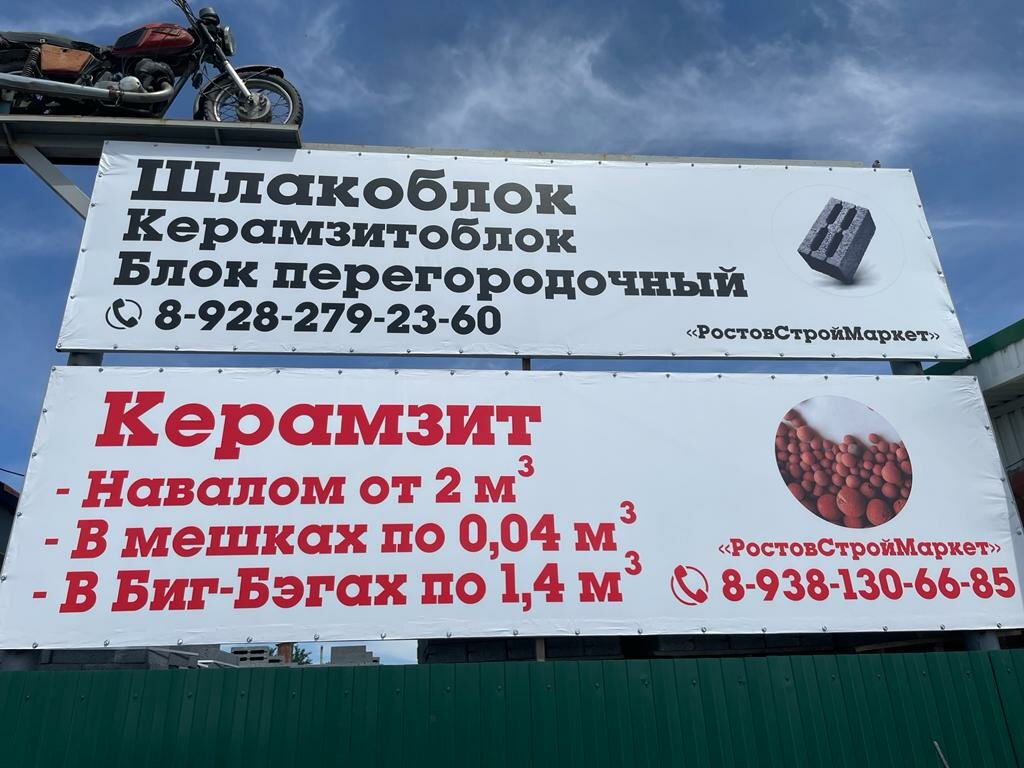 Шлакоблок
Керамзитоблок
Блок перегородочный
8-928-279-23-60
«РостовСтройМаркет»
Керамзит
- Навалом от 2 м³
- В мешках по 0,04 м³
- В Биг-Бэгах по 1,4 м³
«РостовСтройМаркет»
8-938-130-66-85